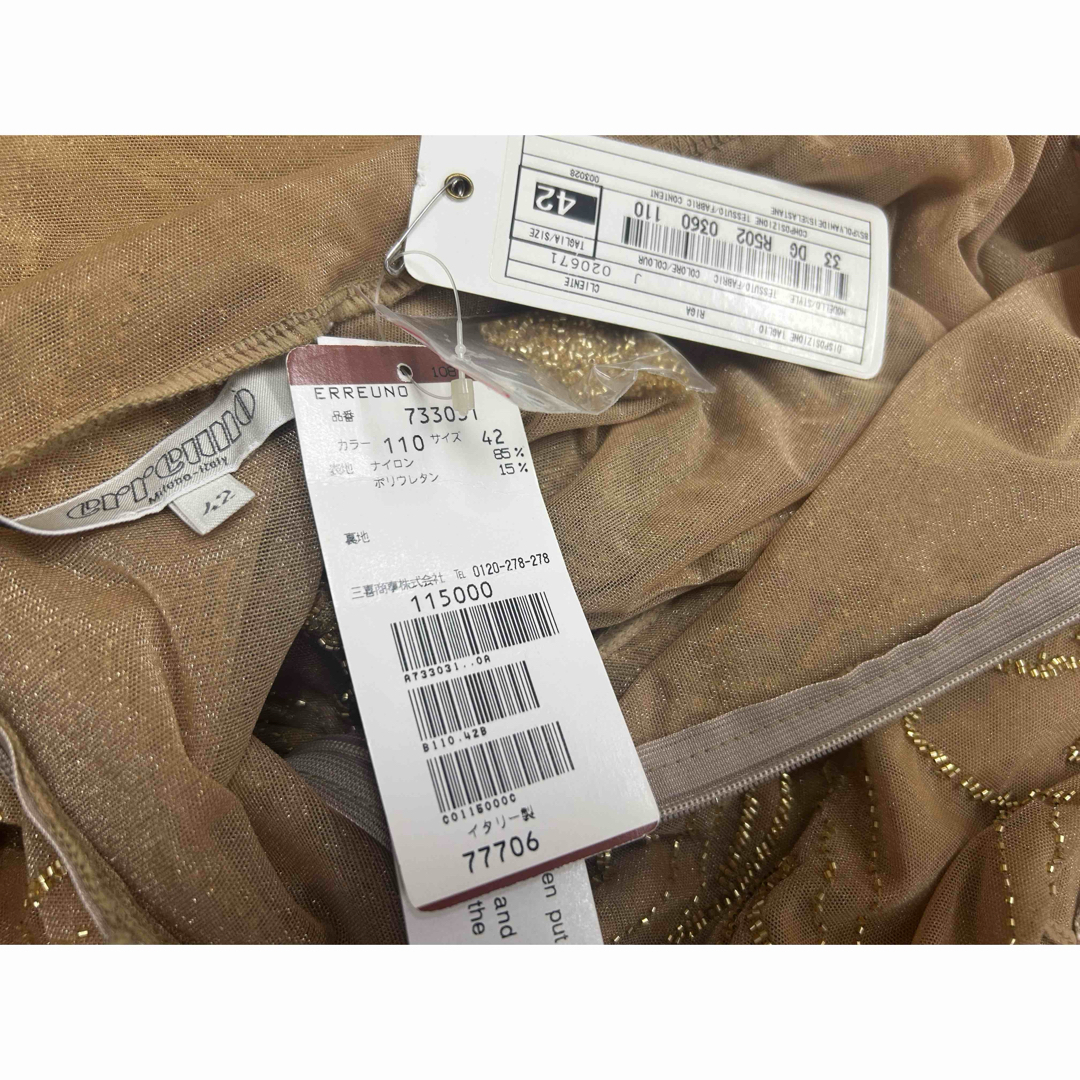 erreuno
Milano-Italy
42
108
ERREUNO
品番 733031
カラー 110 サイズ 42
表地 ナイロン 85%
ポリウレタン 15%
裏地
三喜商事株式会社 TEL 0120-278-278
115000
A733031..0A
B110.42B
C0115000C
イタリー製
77706
en put
and
the
DISPOSIZIONE TAGLIO RIGA CLIENTE
J 020671
MODELLO/STYLE TESSUTO/FABRIC COLORE/COLOUR TAGLIA/SIZE
33 DG R502 0360 110
42
COMPOSIZIONE TESSUTO/FABRIC CONTENT
003028